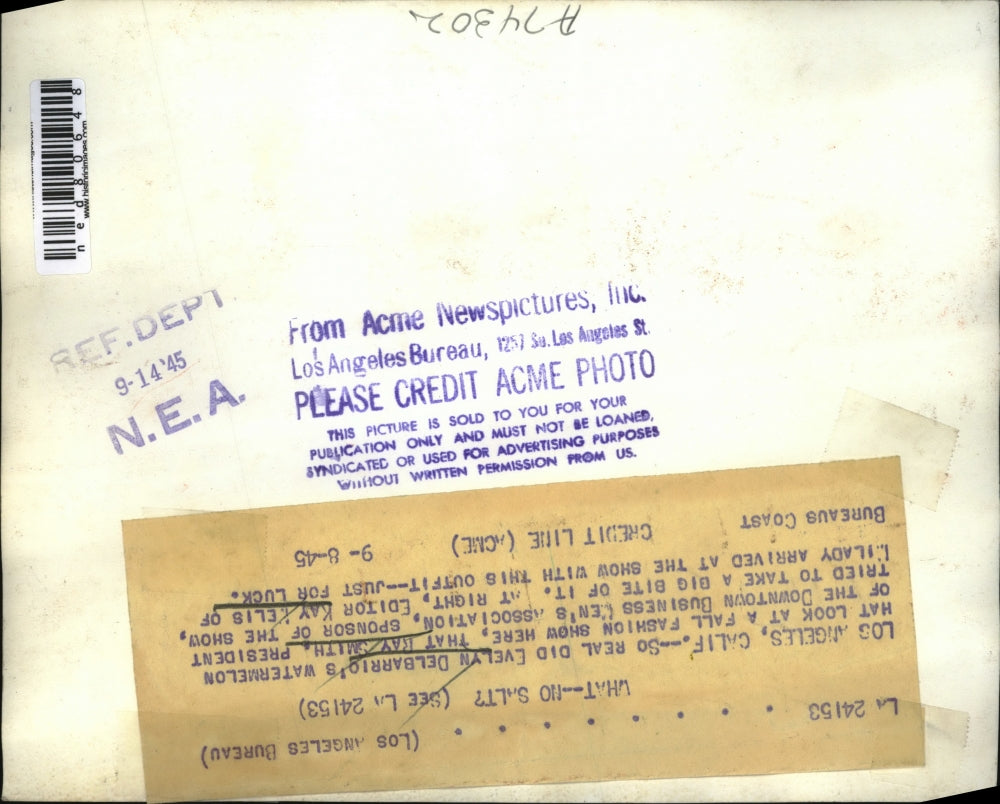 A74302
ned80648
www.historicimages.com
REF. DEPT
9-14'45
N.E.A.
From Acme Newspictures, Inc.
Los Angeles Bureau, 1257 So. Los Angeles St.
PLEASE CREDIT ACME PHOTO
THIS PICTURE IS SOLD TO YOU FOR YOUR
PUBLICATION ONLY AND MUST NOT BE LOANED,
SYNDICATED OR USED FOR ADVERTISING PURPOSES
WITHOUT WRITTEN PERMISSION FROM US.
LA 24153 . . . . . . . . (LOS ANGELES BUREAU)
WHAT--NO SALT? (SEE LA 24153)
LOS ANGELES, CALIF.--SO REAL DID EVELYN DELBARRIO'S WATERMELON
HAT LOOK AT A FALL FASHION SHOW HERE, THAT RAY SMITH, PRESIDENT
OF THE DOWNTOWN BUSINESS MEN'S ASSOCIATION, SPONSOR OF THE SHOW,
TRIED TO TAKE A BIG BITE OF IT. AT RIGHT, EDITOR KAY ELLIS OF
MILADY ARRIVED AT THE SHOW WITH THIS OUTFIT--JUST FOR LUCK.
CREDIT LINE (ACME) 9-8-45
BUREAUS COAST